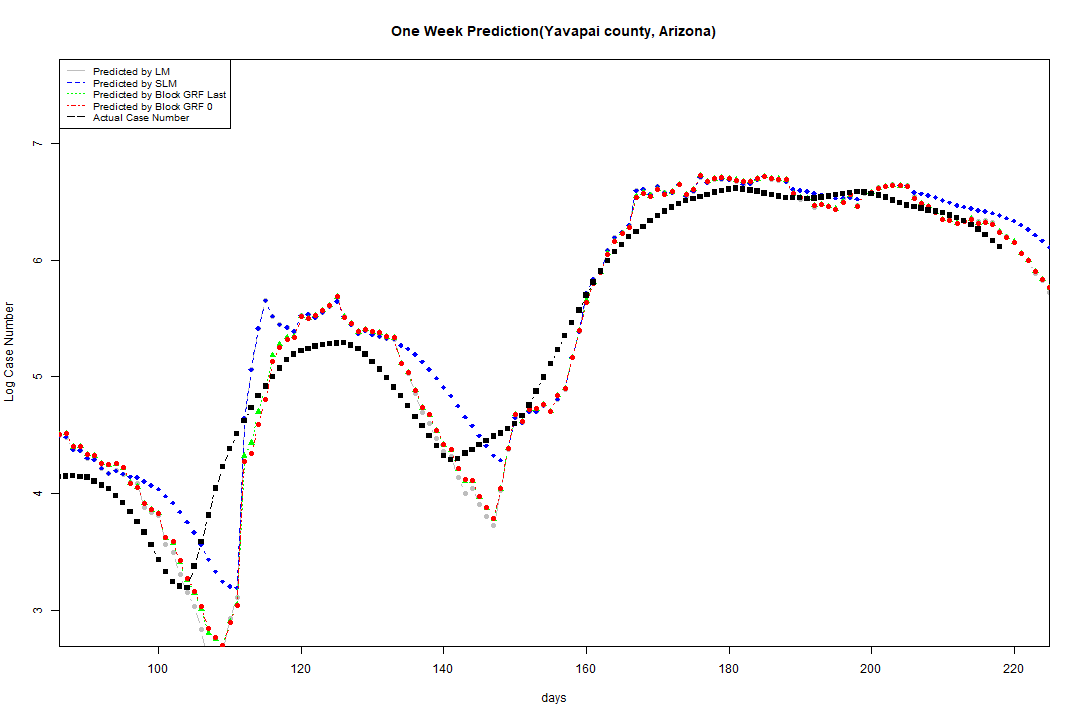 One Week Prediction(Yavapai county, Arizona)
Predicted by LM
Predicted by SLM
Predicted by Block GRF Last
Predicted by Block GRF 0
Actual Case Number
7
6
5
4
3
Log Case Number
100 120 140 160 180 200 220
days